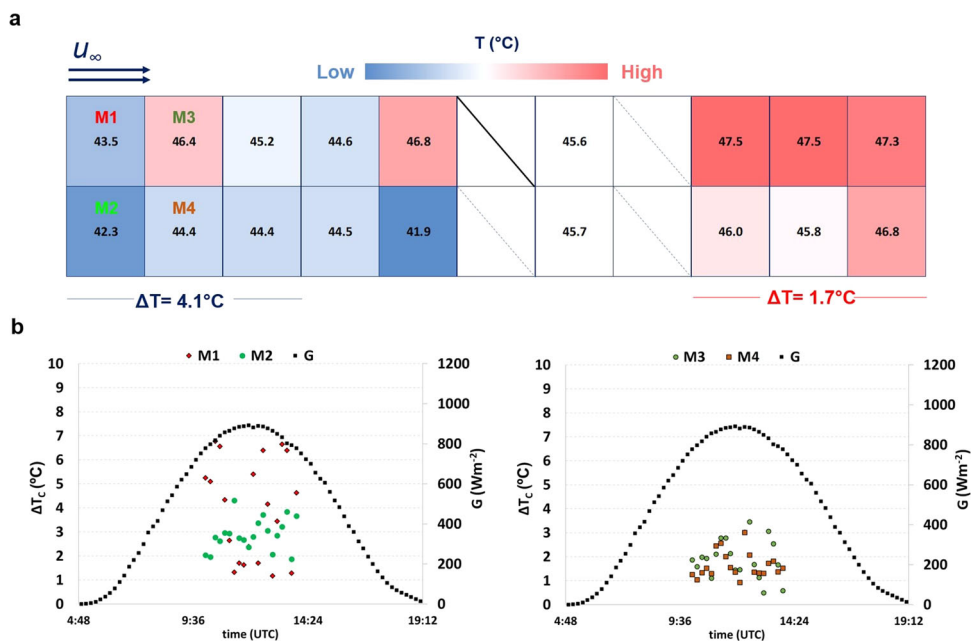 a
u∞
T (°C)
Low High
M1 M3
43.5 46.4 45.2 44.6 46.8 45.6 47.5 47.5 47.3
M2 M4
42.3 44.4 44.4 44.5 41.9 45.7 46.0 45.8 46.8
ΔT= 4.1°C ΔT= 1.7°C
b
M1 M2 G
10
9
8
7
6
5
4
3
2
1
0
ΔTc (°C)
1200
1000
800
600
400
200
0
G (Wm-2)
4:48 9:36 14:24 19:12
time (UTC)
M3 M4 G
10
9
8
7
6
5
4
3
2
1
0
ΔTc (°C)
1200
1000
800
600
400
200
0
G (Wm-2)
4:48 9:36 14:24 19:12
time (UTC)